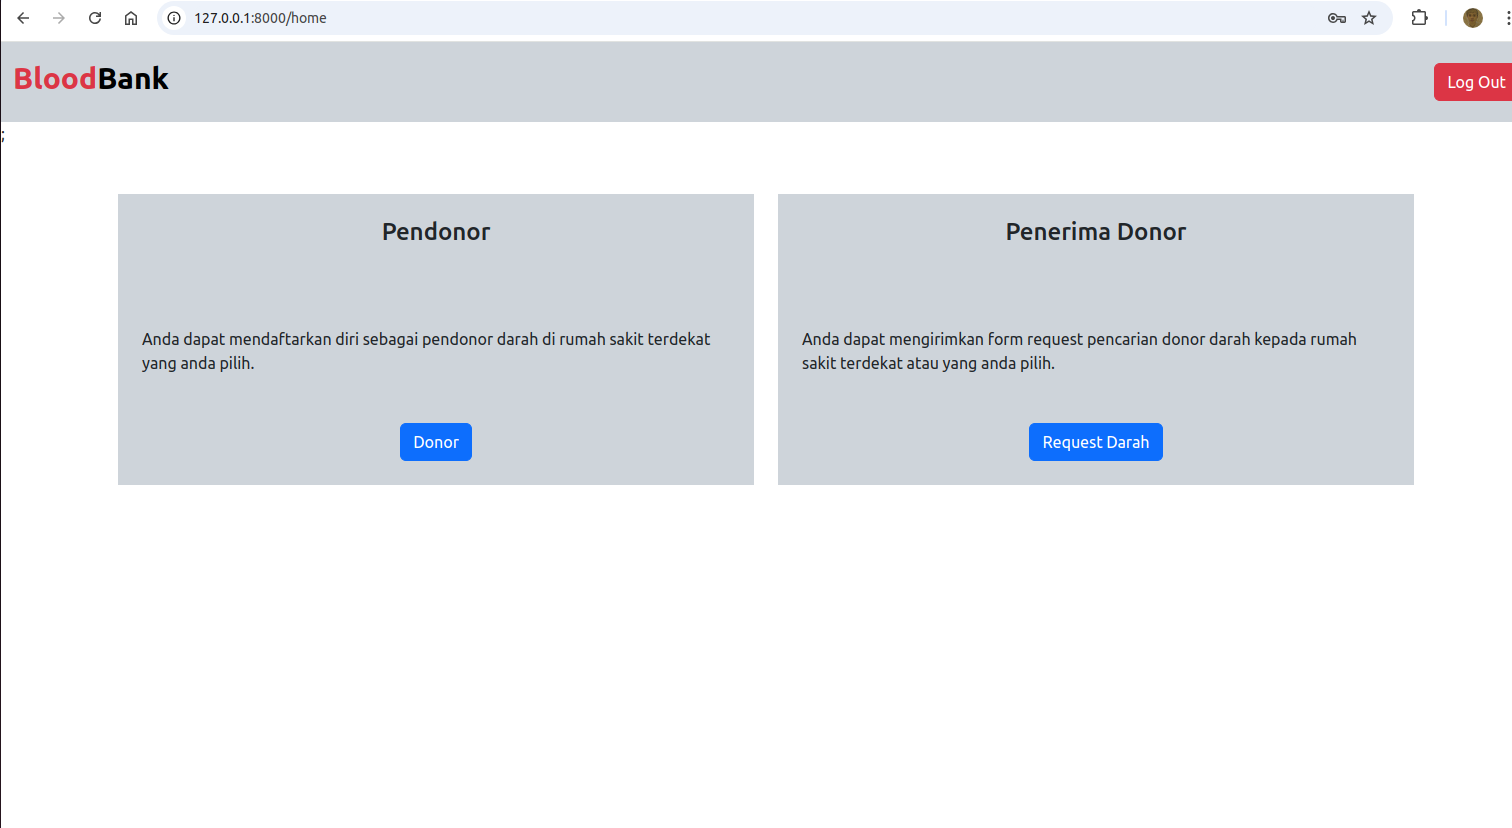 127.0.0.1:8000/home
BloodBank
Log Out
;
Pendonor
Anda dapat mendaftarkan diri sebagai pendonor darah di rumah sakit terdekat
yang anda pilih.
Donor
Penerima Donor
Anda dapat mengirimkan form request pencarian donor darah kepada rumah
sakit terdekat atau yang anda pilih.
Request Darah